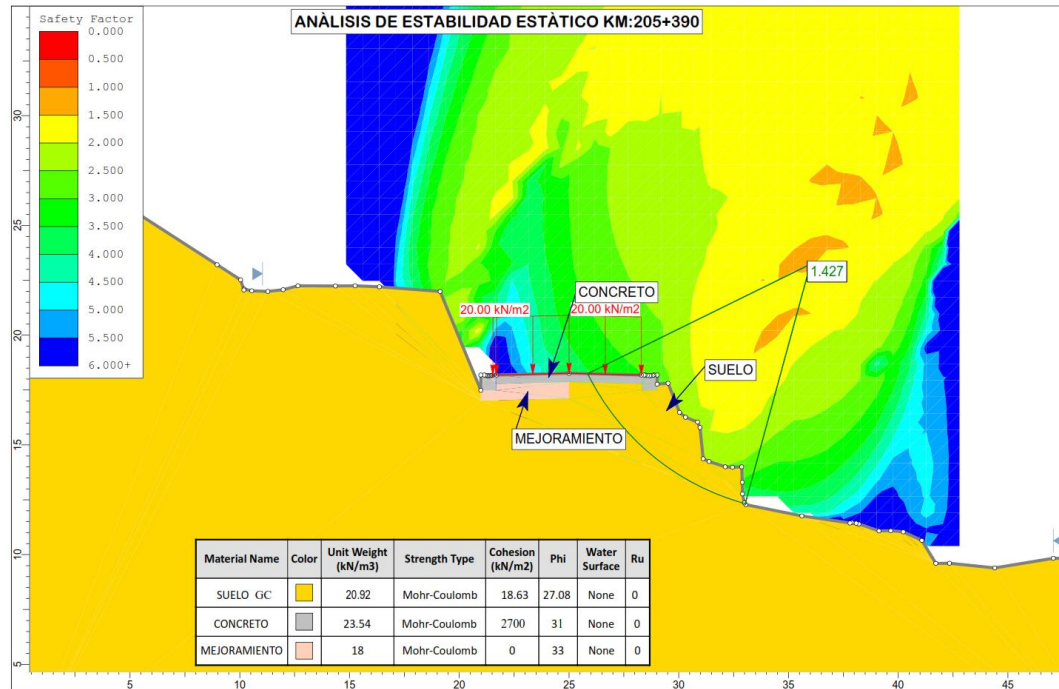 ANÀLISIS DE ESTABILIDAD ESTÀTICO KM:205+390
Safety Factor
0.000
0.500
1.000
1.500
2.000
2.500
3.000
3.500
4.000
4.500
5.000
5.500
6.000+
30
25
20
15
10
5
1.427
CONCRETO
20.00 kN/m2
20.00 kN/m2
SUELO
MEJORAMIENTO
Material Name Color Unit Weight (kN/m3) Strength Type Cohesion (kN/m2) Phi Water Surface Ru
SUELO GC 20.92 Mohr-Coulomb 18.63 27.08 None 0
CONCRETO 23.54 Mohr-Coulomb 2700 31 None 0
MEJORAMIENTO 18 Mohr-Coulomb 0 33 None 0
5 10 15 20 25 30 35 40 45